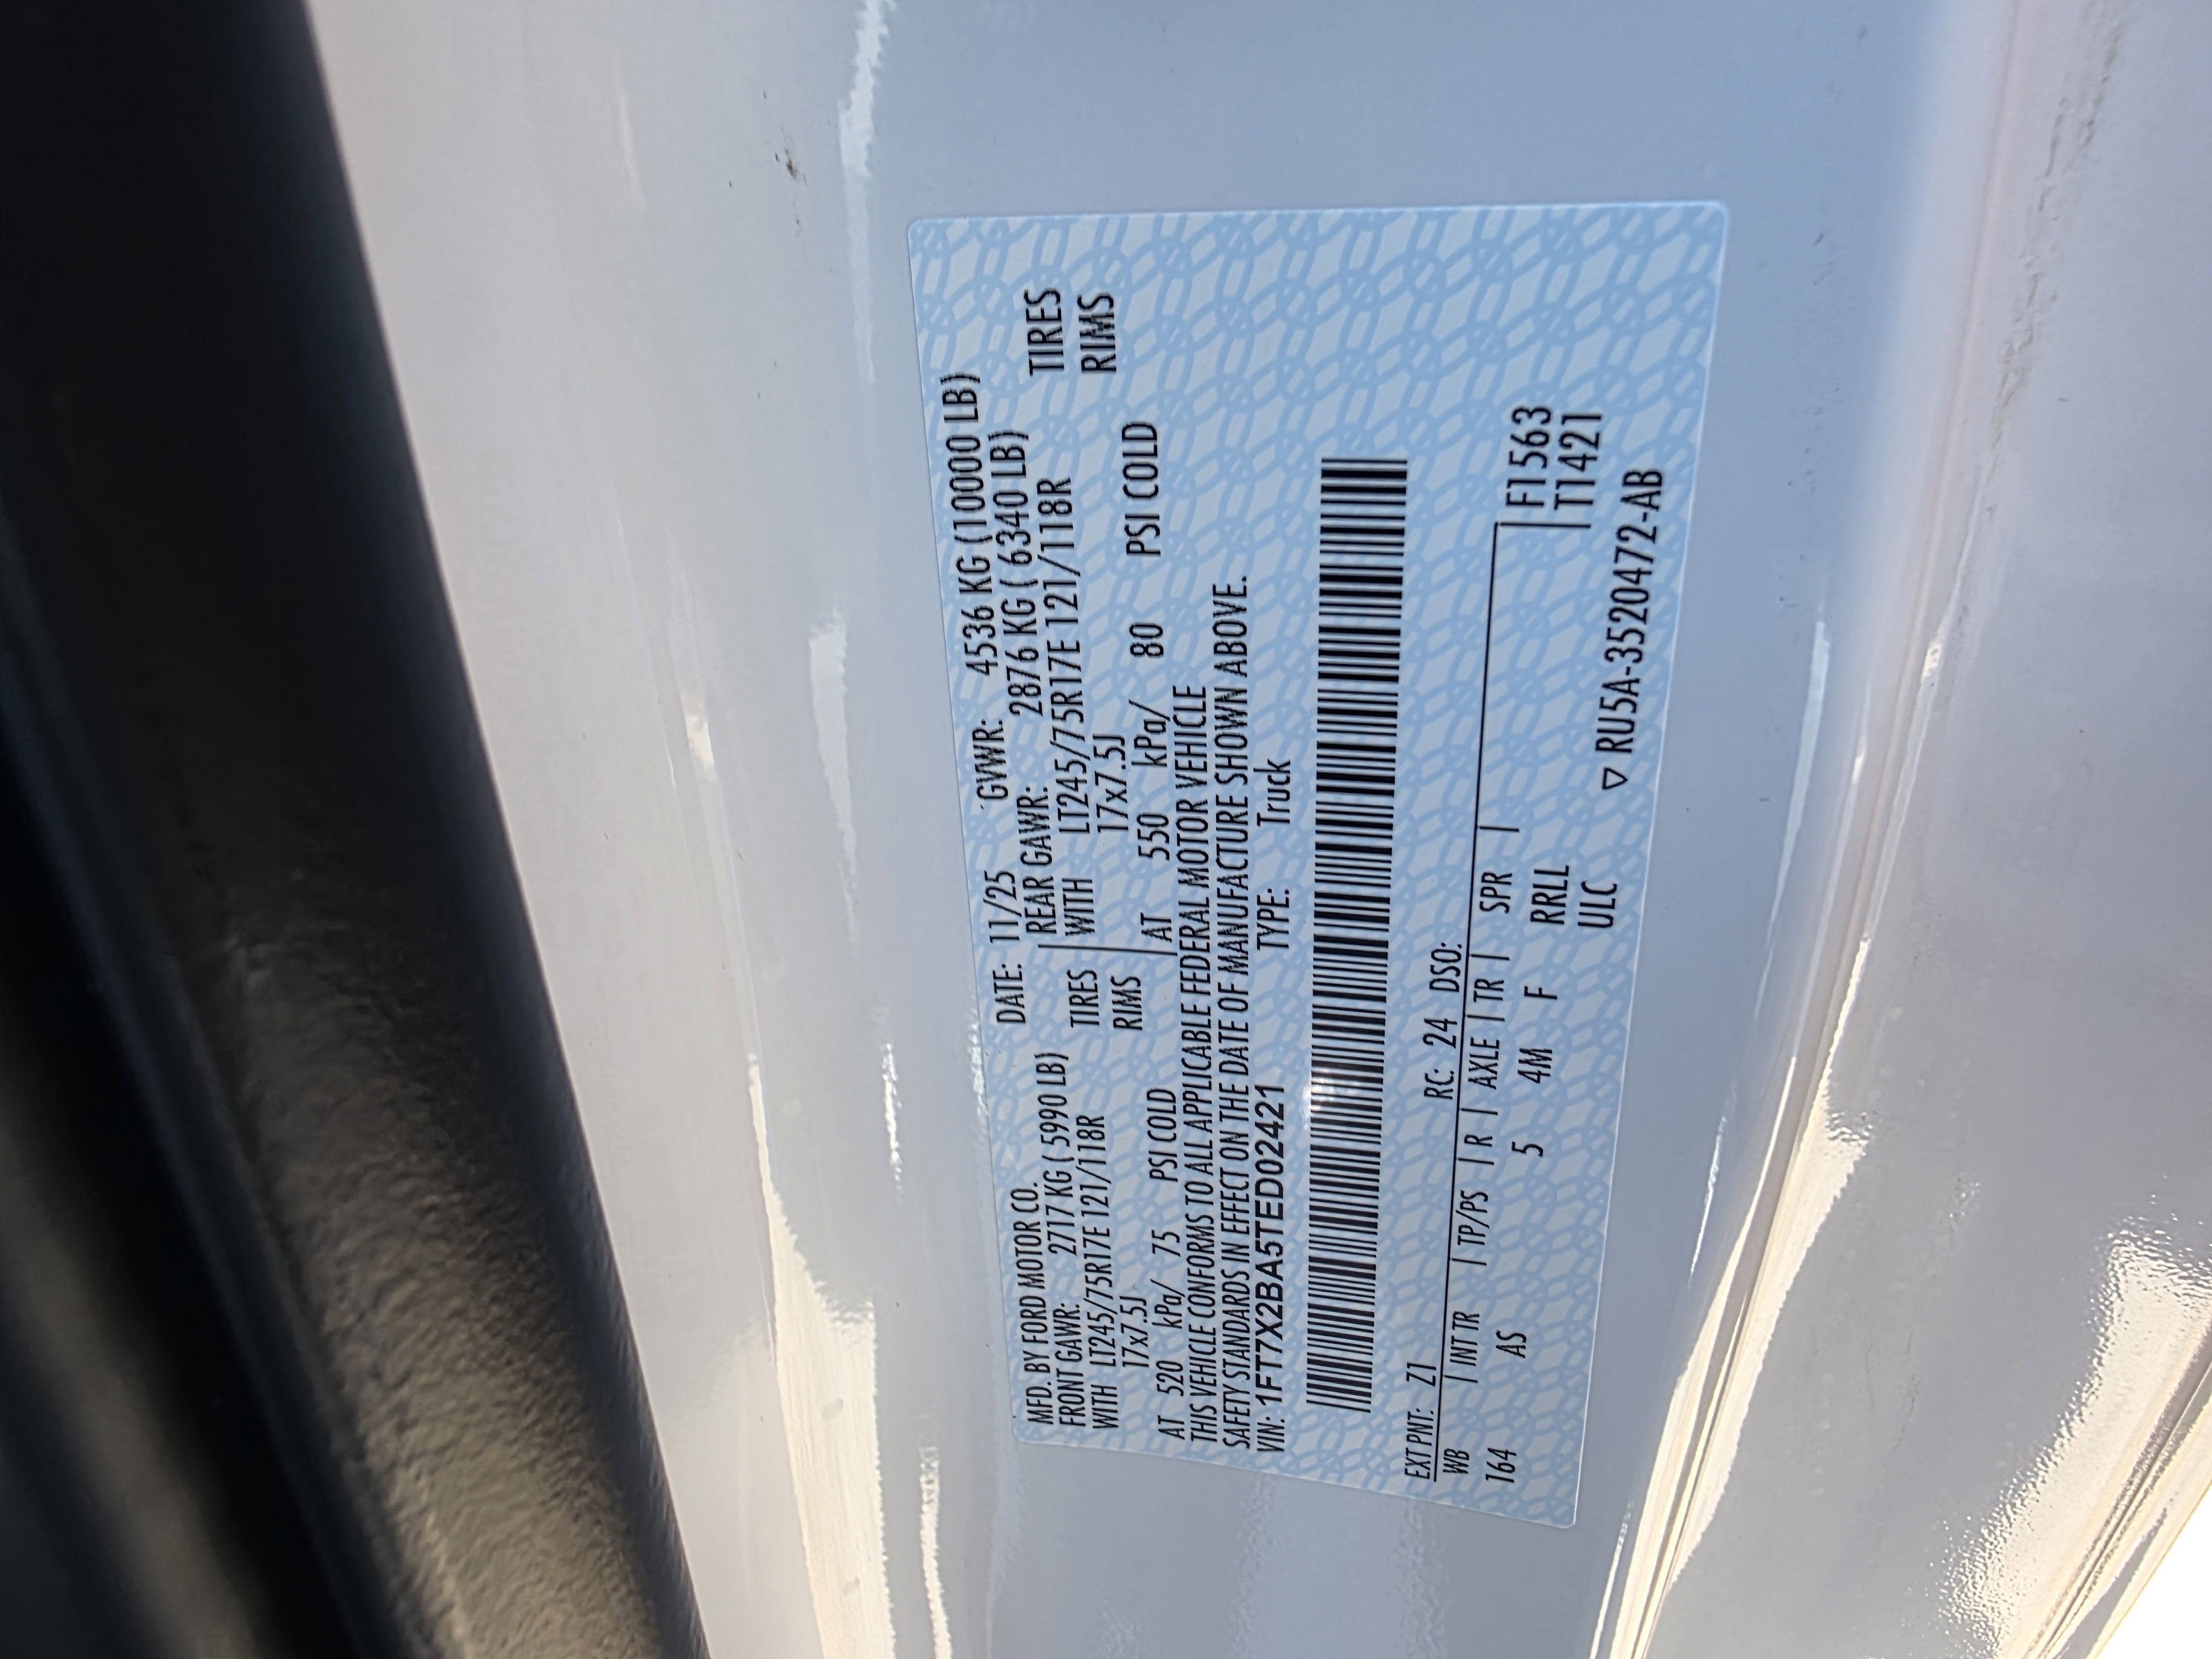 MFD. BY FORD MOTOR CO. DATE: 11/25 GVWR: 4536 KG (10000 LB)
FRONT GAWR: 2717 KG ( 5990 LB) REAR GAWR: 2876 KG ( 6340 LB)
WITH LT245/75R17E 121/118R TIRES WITH LT245/75R17E 121/118R TIRES
17x7.5J RIMS 17x7.5J RIMS
AT 520 kPa/ 75 PSI COLD AT 550 kPa/ 80 PSI COLD
THIS VEHICLE CONFORMS TO ALL APPLICABLE FEDERAL MOTOR VEHICLE
SAFETY STANDARDS IN EFFECT ON THE DATE OF MANUFACTURE SHOWN ABOVE.
VIN: 1FT7X2BA5TED02421 TYPE: Truck
EXT PNT: Z1 RC: 24 DSO:
WB | INT TR | TP/PS | R | AXLE | TR | SPR | | F1563
164 AS 5 4M F RRLL | T1421
ULC
▽ RU5A-3520472-AB